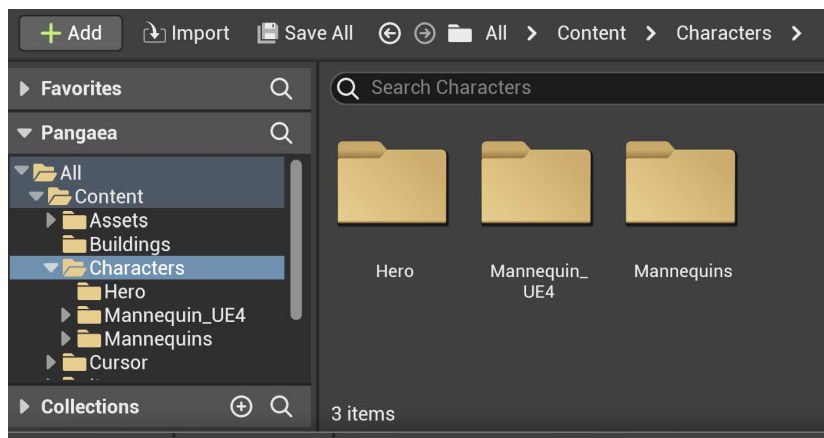 + Add Import Save All All > Content > Characters >
Favorites
Search Characters
Pangaea
All
Content
Assets
Buildings
Characters
Hero
Mannequin_UE4
Mannequins
Cursor
Hero
Mannequin_
UE4
Mannequins
Collections
3 items